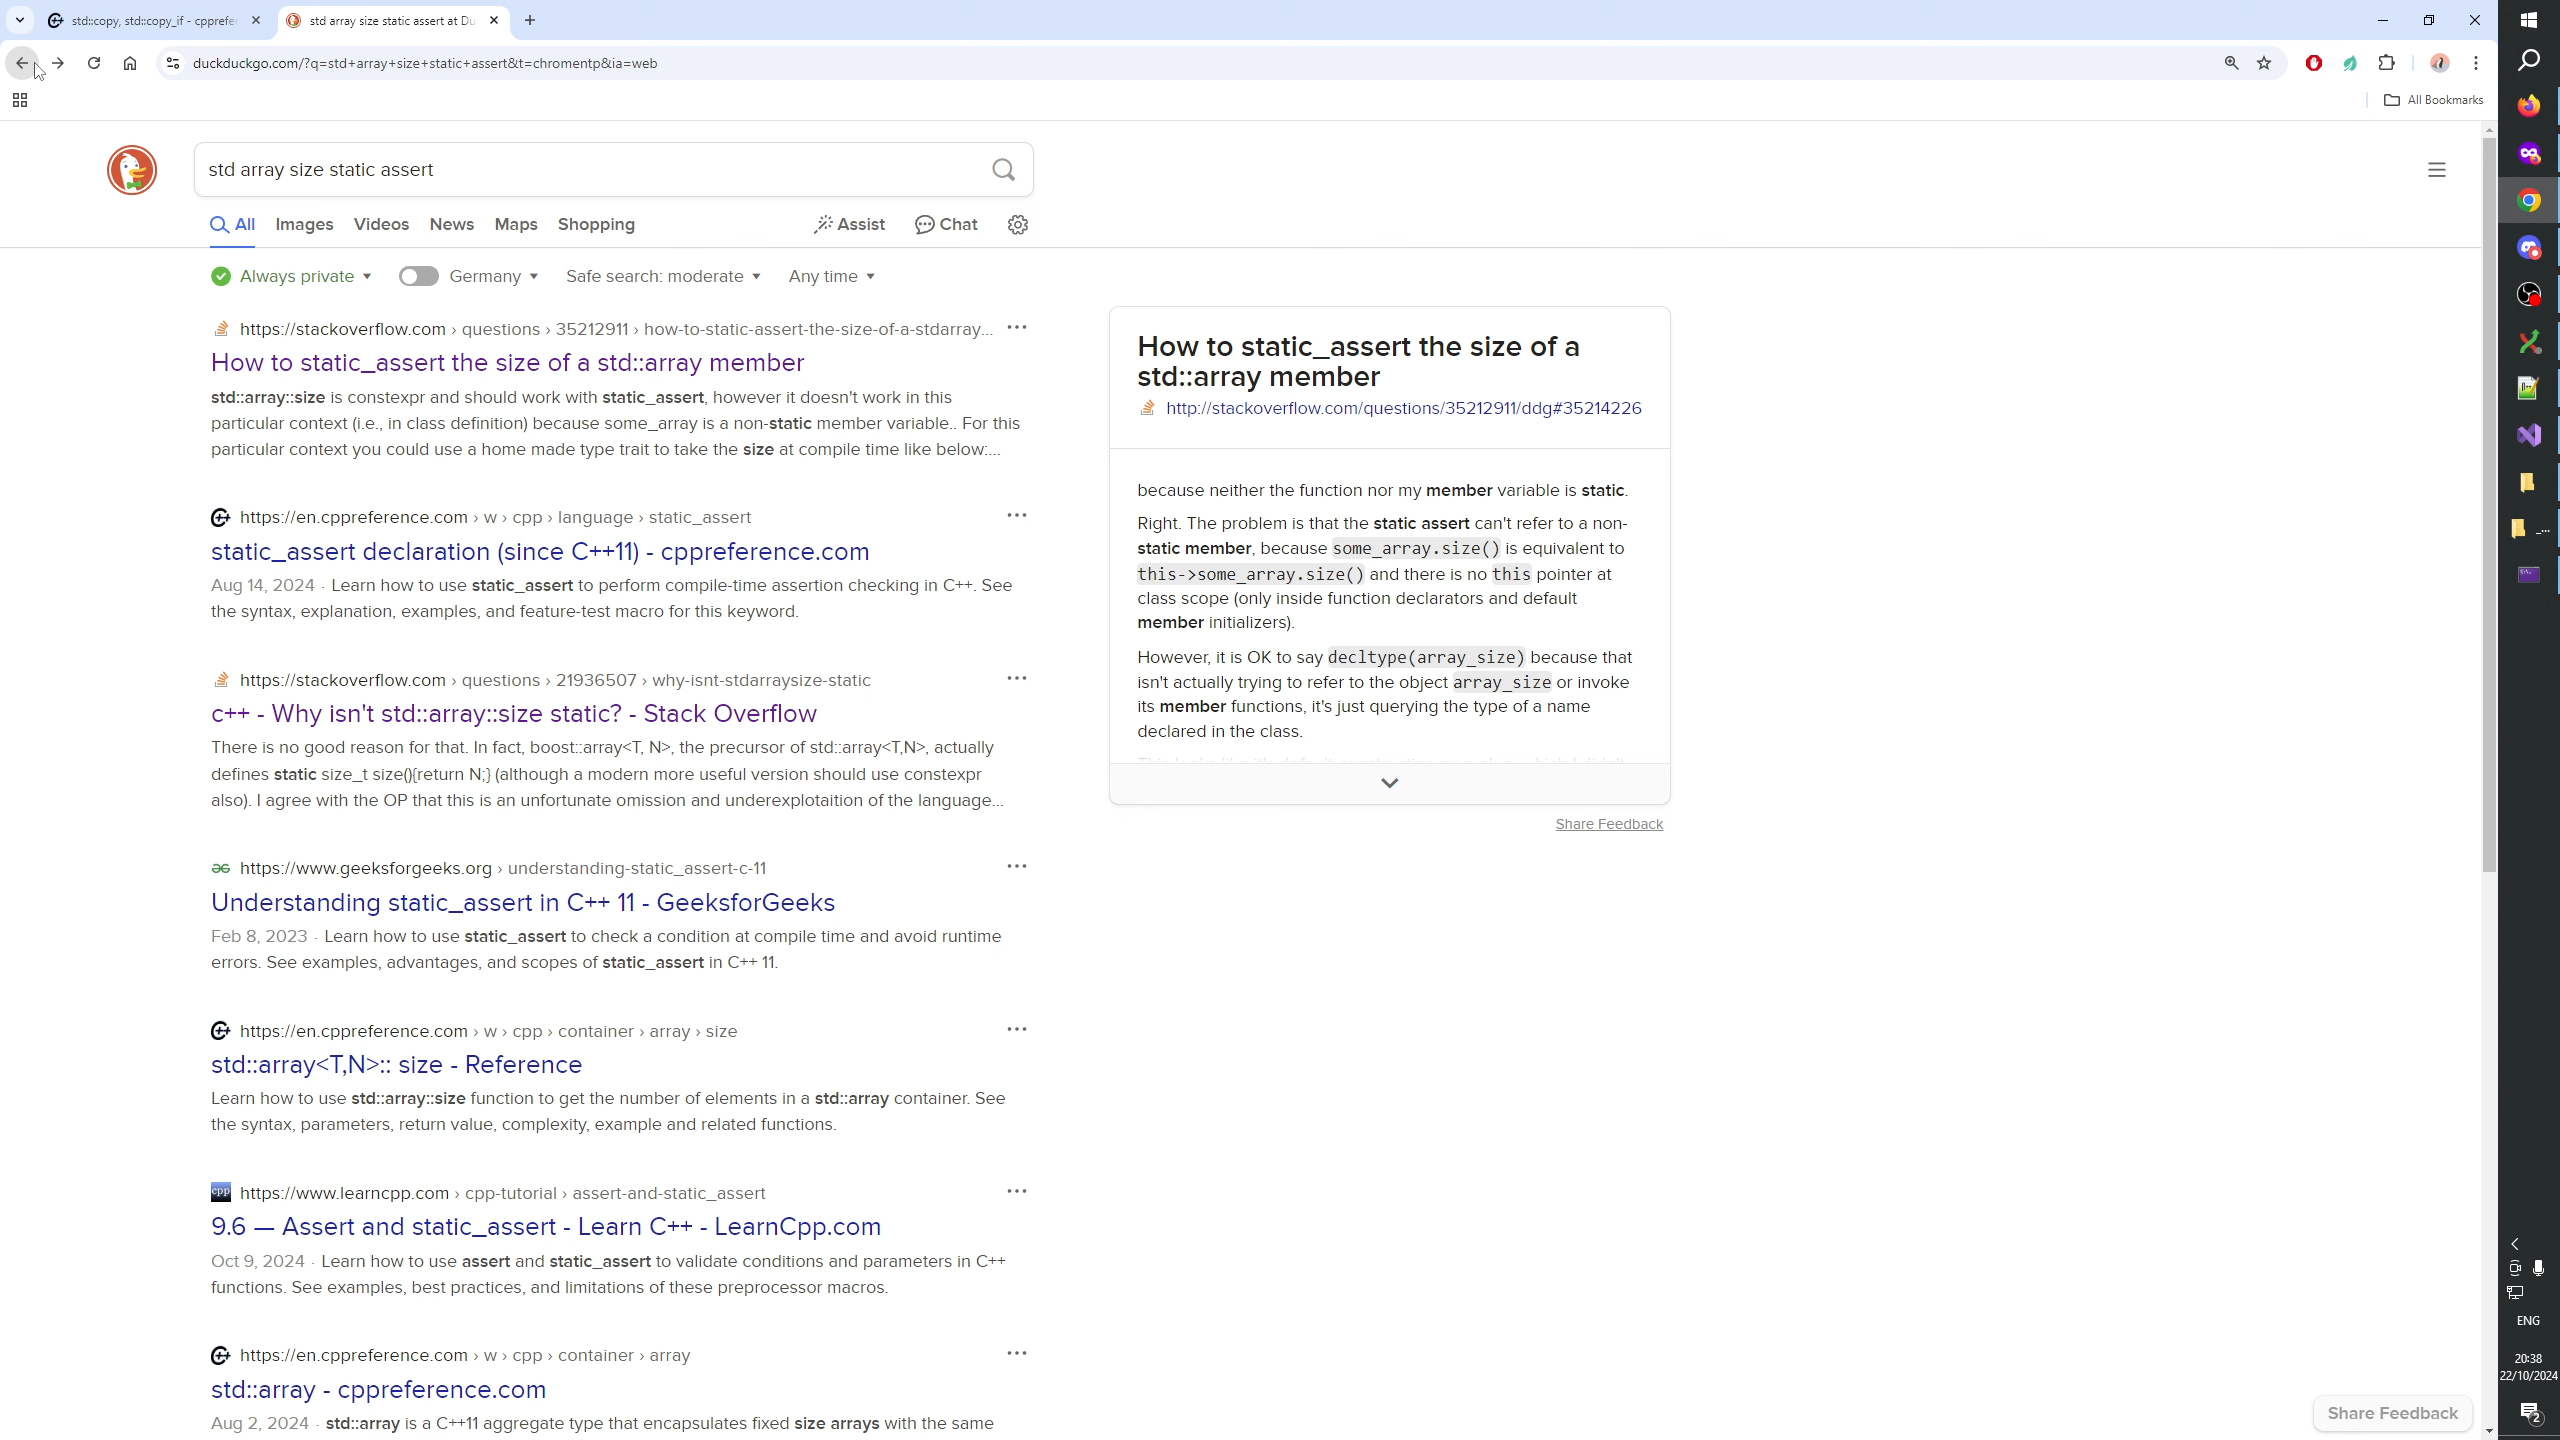 std::copy, std::copy_if - cpprefe
std array size static assert at Du
duckduckgo.com/?q=std+array+size+static+assert&t=chromentp&ia=web
All Bookmarks
std array size static assert
All Images Videos News Maps Shopping Assist Chat
Always private Germany Safe search: moderate Any time
https://stackoverflow.com › questions › 35212911 › how-to-static-assert-the-size-of-a-stdarray...
How to static_assert the size of a std::array member
std::array::size is constexpr and should work with static_assert, however it doesn't work in this
particular context (i.e., in class definition) because some_array is a non-static member variable.. For this
particular context you could use a home made type trait to take the size at compile time like below:...
https://en.cppreference.com › w › cpp › language › static_assert
static_assert declaration (since C++11) - cppreference.com
Aug 14, 2024 · Learn how to use static_assert to perform compile-time assertion checking in C++. See
the syntax, explanation, examples, and feature-test macro for this keyword.
https://stackoverflow.com › questions › 21936507 › why-isnt-stdarraysize-static
c++ - Why isn't std::array::size static? - Stack Overflow
There is no good reason for that. In fact, boost::array<T, N>, the precursor of std::array<T,N>, actually
defines static size_t size(){return N;} (although a modern more useful version should use constexpr
also). I agree with the OP that this is an unfortunate omission and underexplotaition of the language...
https://www.geeksforgeeks.org › understanding-static_assert-c-11
Understanding static_assert in C++ 11 - GeeksforGeeks
Feb 8, 2023 · Learn how to use static_assert to check a condition at compile time and avoid runtime
errors. See examples, advantages, and scopes of static_assert in C++ 11.
https://en.cppreference.com › w › cpp › container › array › size
std::array<T,N>:: size - Reference
Learn how to use std::array::size function to get the number of elements in a std::array container. See
the syntax, parameters, return value, complexity, example and related functions.
cpp https://www.learncpp.com › cpp-tutorial › assert-and-static_assert
9.6 — Assert and static_assert - Learn C++ - LearnCpp.com
Oct 9, 2024 · Learn how to use assert and static_assert to validate conditions and parameters in C++
functions. See examples, best practices, and limitations of these preprocessor macros.
https://en.cppreference.com › w › cpp › container › array
std::array - cppreference.com
Aug 2, 2024 · std::array is a C++11 aggregate type that encapsulates fixed size arrays with the same
How to static_assert the size of a
std::array member
http://stackoverflow.com/questions/35212911/ddg#35214226
because neither the function nor my member variable is static.
Right. The problem is that the static assert can't refer to a non-
static member, because some_array.size() is equivalent to
this->some_array.size() and there is no this pointer at
class scope (only inside function declarators and default
member initializers).
However, it is OK to say decltype(array_size) because that
isn't actually trying to refer to the object array_size or invoke
its member functions, it's just querying the type of a name
declared in the class.
Share Feedback
Share Feedback
ENG
20:38
22/10/2024
2